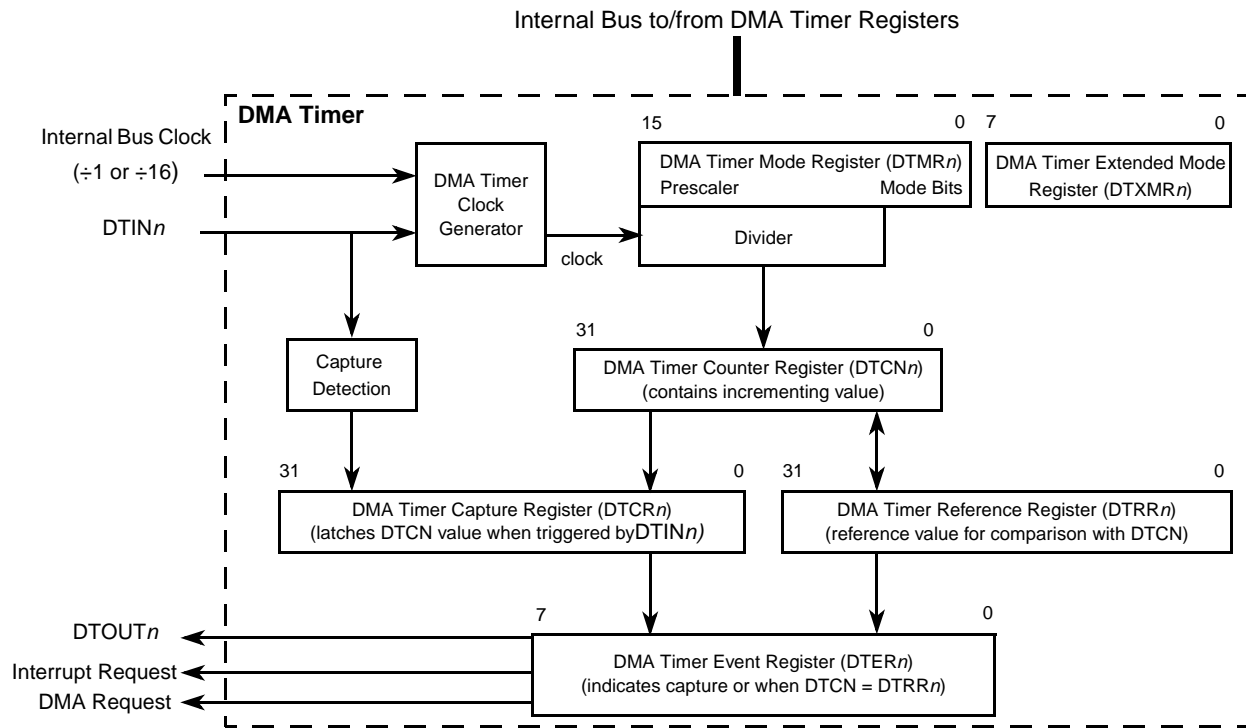 Internal Bus to/from DMA Timer Registers
DMA Timer
Internal Bus Clock
(÷1 or ÷16)
DTINn
DMA Timer
Clock
Generator
clock
15 0
DMA Timer Mode Register (DTMRn)
Prescaler Mode Bits
Divider
7 0
DMA Timer Extended Mode
Register (DTXMRn)
31 0
DMA Timer Counter Register (DTCNn)
(contains incrementing value)
Capture
Detection
31 0
DMA Timer Capture Register (DTCRn)
(latches DTCN value when triggered byDTINn)
31 0
DMA Timer Reference Register (DTRRn)
(reference value for comparison with DTCN)
7 0
DMA Timer Event Register (DTERn)
(indicates capture or when DTCN = DTRRn)
DTOUTn
Interrupt Request
DMA Request